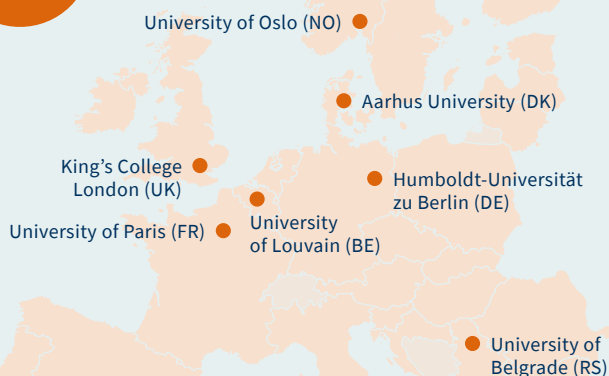 University of Oslo (NO)
Aarhus University (DK)
King's College
London (UK)
Humboldt-Universität
zu Berlin (DE)
University of Paris (FR)
University
of Louvain (BE)
University of
Belgrade (RS)